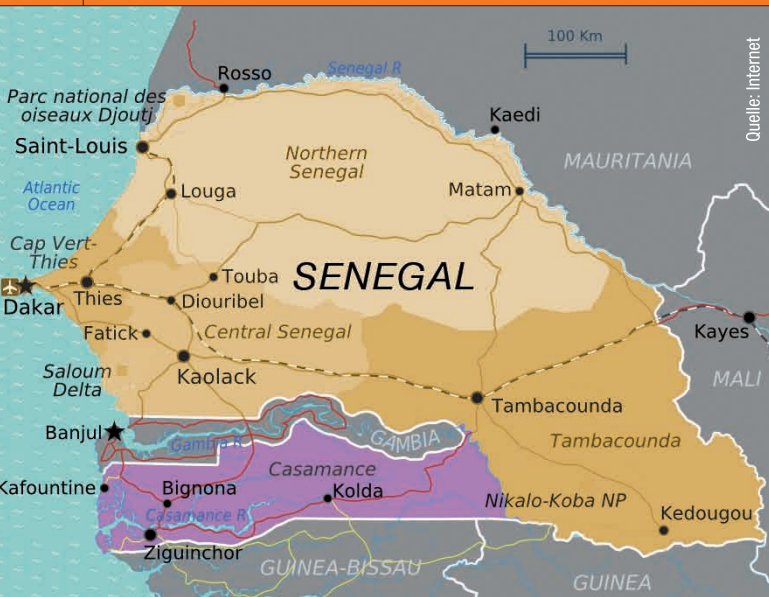 100 Km
Quelle: Internet
Rosso
Senegal R
Parc national des
oiseaux Djoutj
Kaedi
Saint-Louis
Northern
Senegal
MAURITANIA
Atlantic
Ocean
Louga
Matam
Cap Vert-
Thies
Touba
SENEGAL
Dakar
Thies
Diouribel
Fatick
Central Senegal
Kayes
Saloum
Delta
Kaolack
MALI
Tambacounda
Banjul
Gambia R
GAMBIA
Tambacounda
Casamance
Kafountine
Bignona
Kolda
Nikalo-Koba NP
Casamance R
Kedougou
Ziguinchor
GUINEA-BISSAU
GUINEA